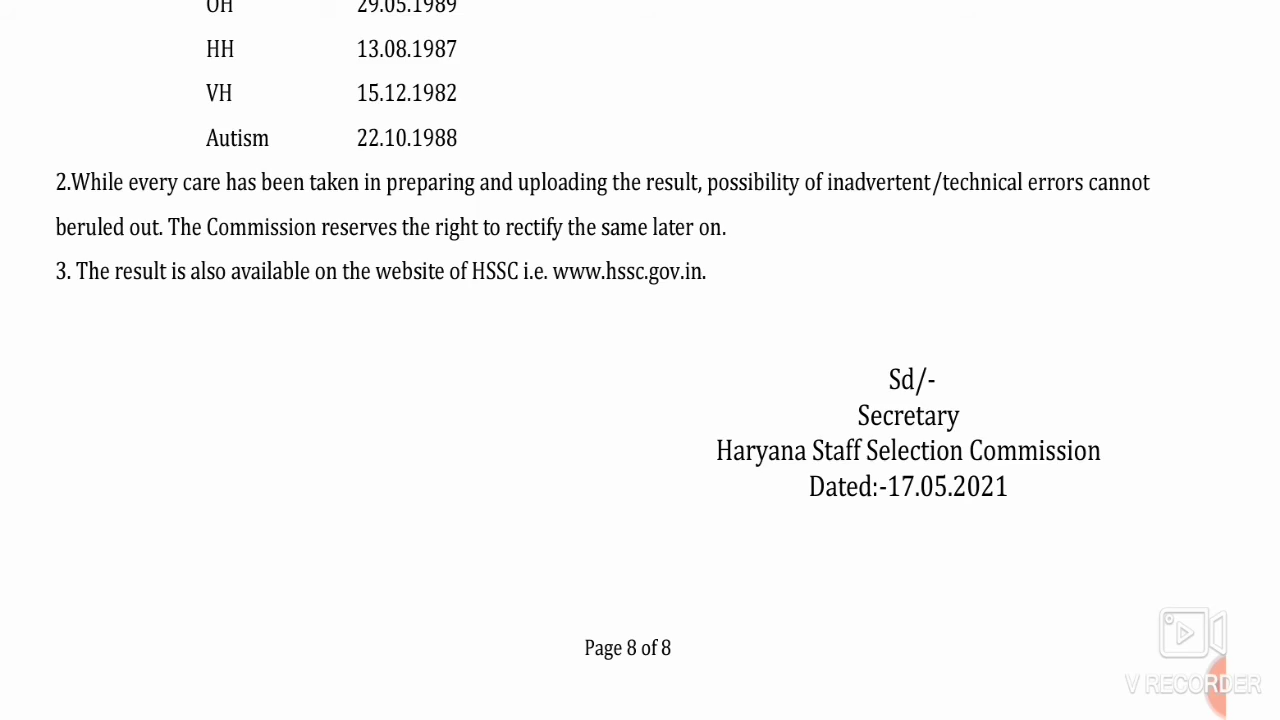 OH 29.05.1989
HH 13.08.1987
VH 15.12.1982
Autism 22.10.1988
2.While every care has been taken in preparing and uploading the result, possibility of inadvertent/technical errors cannot
beruled out. The Commission reserves the right to rectify the same later on.
3. The result is also available on the website of HSSC i.e. www.hssc.gov.in.
Sd/-
Secretary
Haryana Staff Selection Commission
Dated:-17.05.2021
Page 8 of 8
V RECORDER